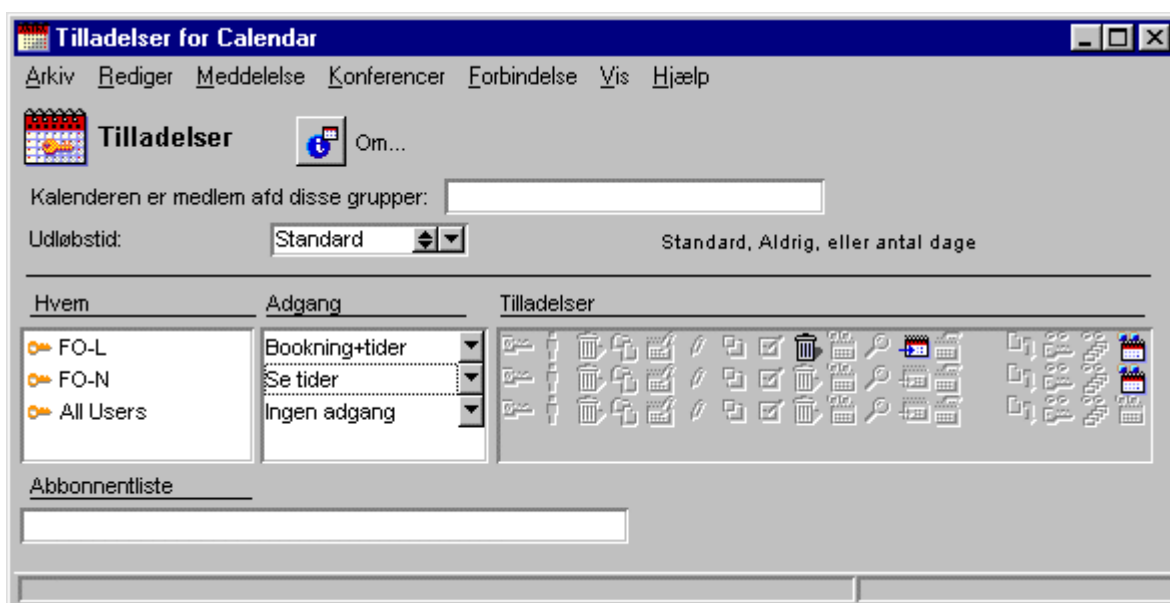 Tilladelser for Calendar
Arkiv Rediger Meddelelse Konferencer Forbindelse Vis Hjælp
Tilladelser Om...
Kalenderen er medlem afd disse grupper:
Udløbstid: Standard Standard, Aldrig, eller antal dage
Hvem Adgang Tilladelser
FO-L Bookning+tider
FO-N Se tider
All Users Ingen adgang
Abbonnentliste